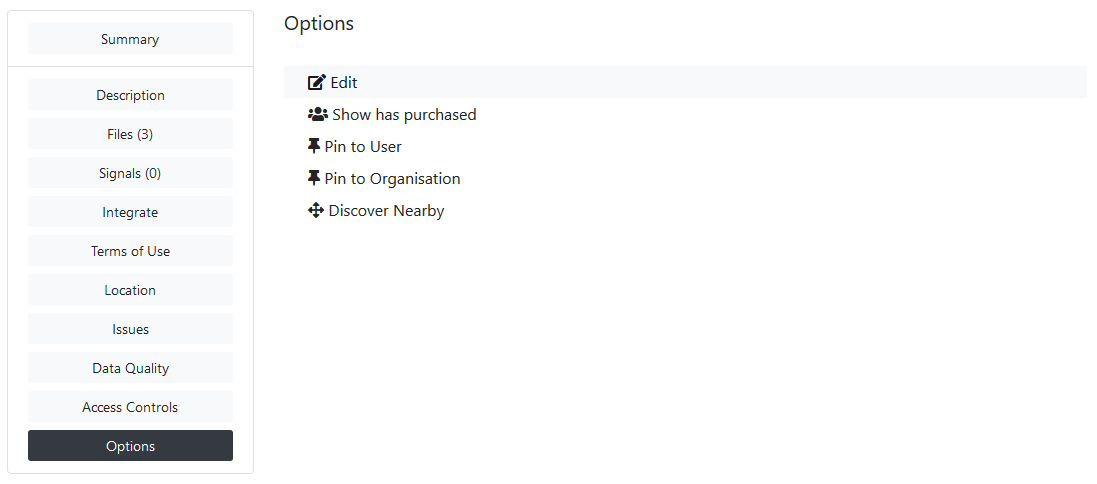 Summary
Description
Files (3)
Signals (0)
Integrate
Terms of Use
Location
Issues
Data Quality
Access Controls
Options
Options
Edit
Show has purchased
Pin to User
Pin to Organisation
Discover Nearby